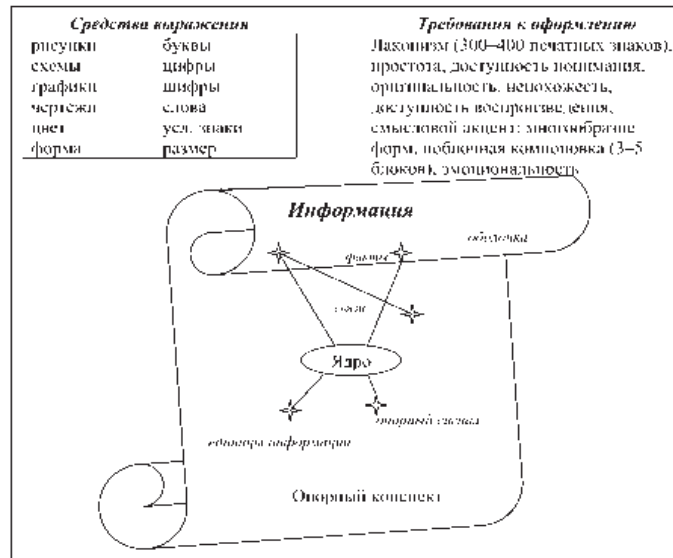 Средства выражения
рисунки буквы
схемы цифры
графики шифры
чертежи слова
цвет усл. знаки
форма размер
Требования к оформлению
Лаконизм (300–400 печатных знаков),
простота, доступность понимания,
оригинальность, непохожесть,
доступность воспроизведения,
смысловой акцент: многообразие
форм, поблочная компоновка (3–5
блоков), эмоциональность
Информация
оболочка
факты
связи
Ядро
опорный сигнал
единица информации
Опорный конспект